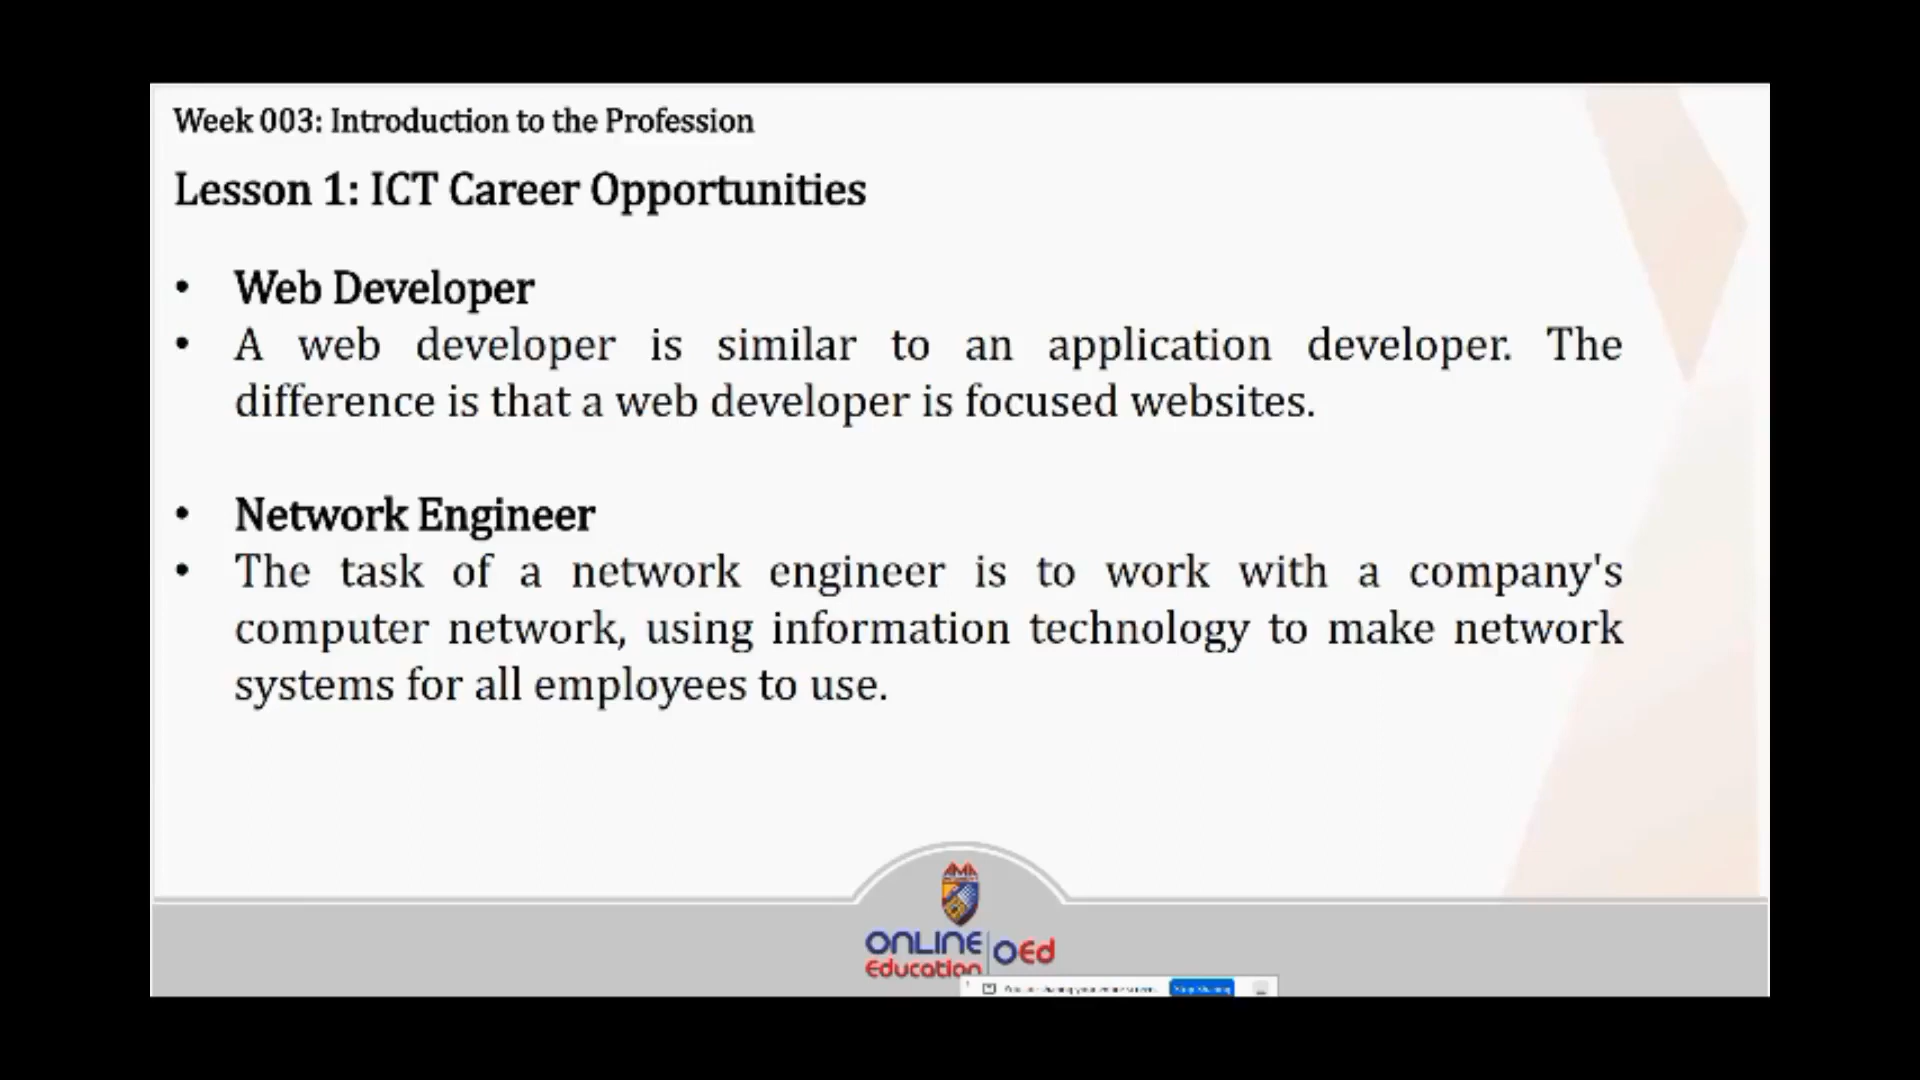 Week 003: Introduction to the Profession
Lesson 1: ICT Career Opportunities
• Web Developer
• A web developer is similar to an application developer. The
difference is that a web developer is focused websites.
• Network Engineer
• The task of a network engineer is to work with a company's
computer network, using information technology to make network
systems for all employees to use.
AMA
ONLINE
Education
OEd
Stop Sharing